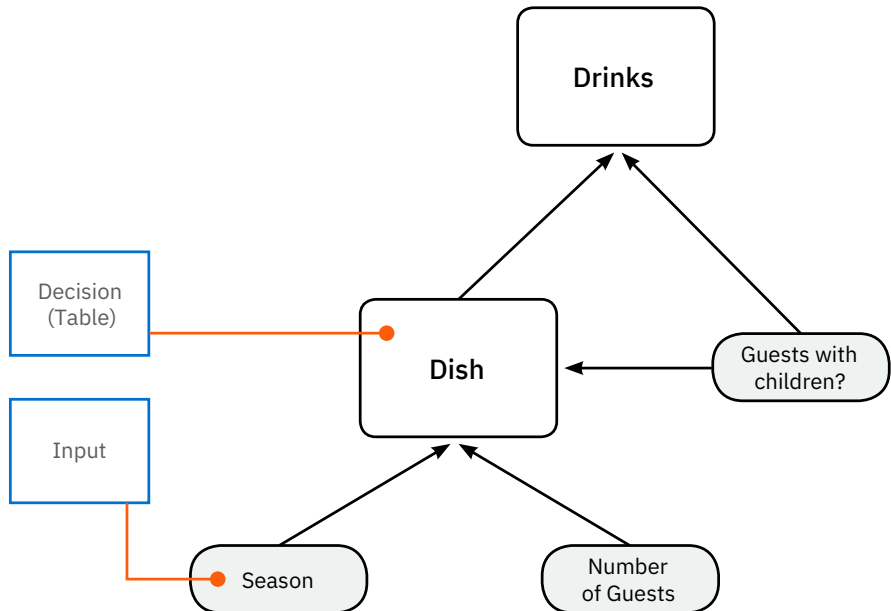 Drinks
Decision
(Table)
Dish
Guests with
children?
Input
Season
Number
of Guests